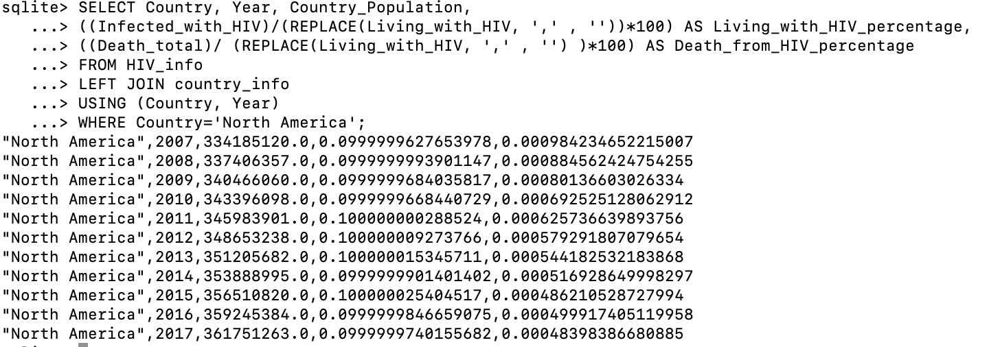 sqlite> SELECT Country, Year, Country_Population,
...> ((Infected_with_HIV)/(REPLACE(Living_with_HIV, ',' , ''))*100) AS Living_with_HIV_percentage,
...> ((Death_total)/ (REPLACE(Living_with_HIV, ',' , '') )*100) AS Death_from_HIV_percentage
...> FROM HIV_info
...> LEFT JOIN country_info
...> USING (Country, Year)
...> WHERE Country='North America';
"North America",2007,334185120.0,0.0999999627653978,0.000984234652215007
"North America",2008,337406357.0,0.0999999993901147,0.000884562424754255
"North America",2009,340466060.0,0.0999999684035817,0.00080136603026334
"North America",2010,343396098.0,0.0999999668440729,0.000692525128062912
"North America",2011,345983901.0,0.100000000288524,0.000625736639893756
"North America",2012,348653238.0,0.100000009273766,0.000579291807079654
"North America",2013,351205682.0,0.100000015345711,0.000544182532183868
"North America",2014,353888995.0,0.0999999901401402,0.000516928649998297
"North America",2015,356510820.0,0.100000025404517,0.000486210528727994
"North America",2016,359245384.0,0.0999999846659075,0.000499917405119958
"North America",2017,361751263.0,0.0999999740155682,0.00048398386680885